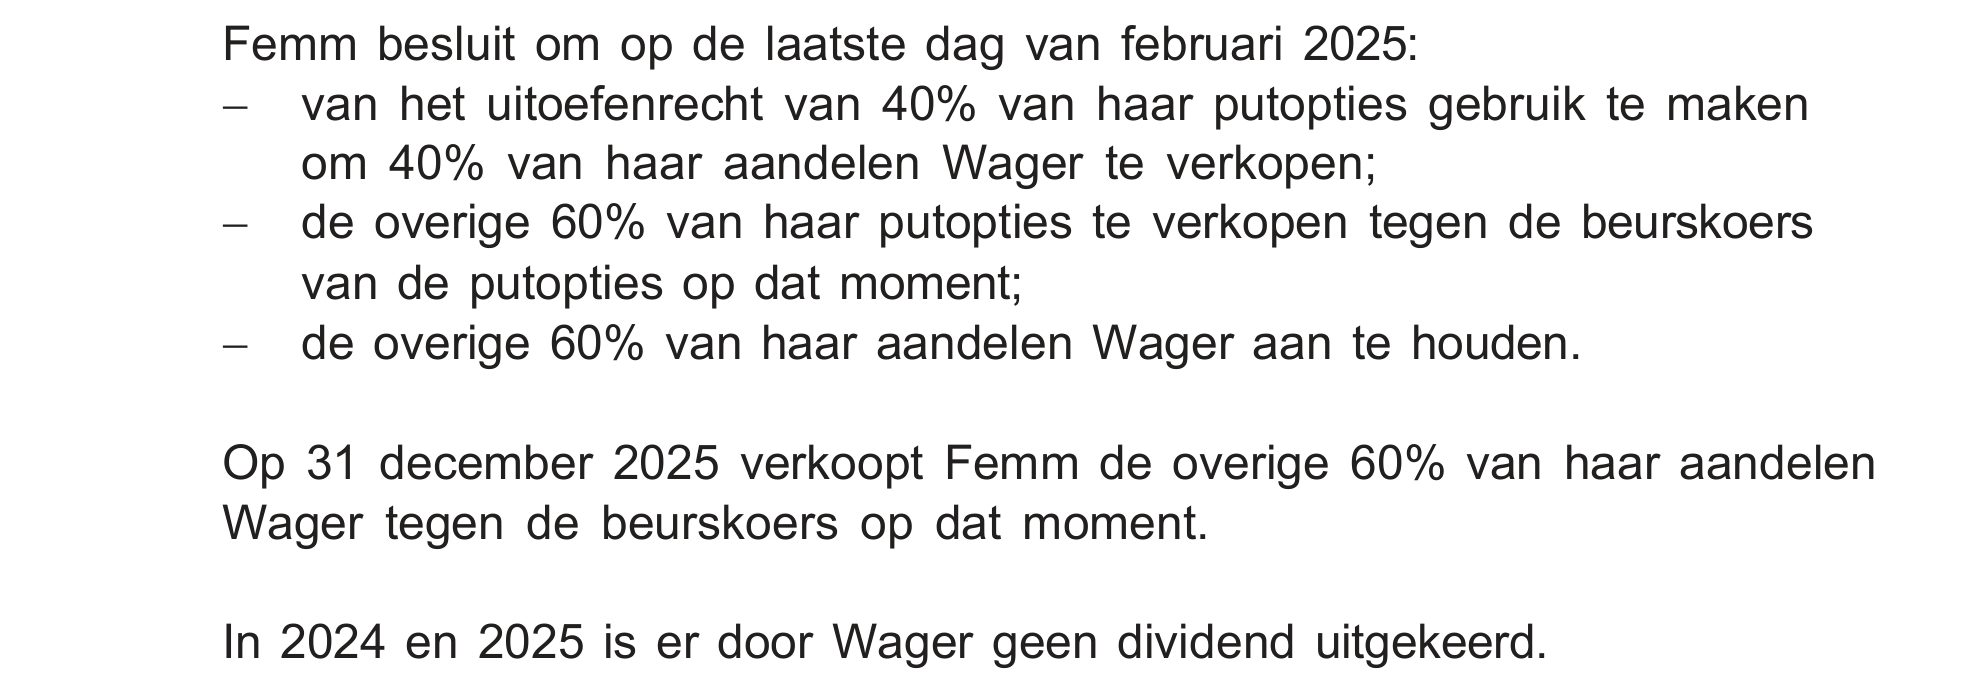 Femm besluit om op de laatste dag van februari 2025:
– van het uitoefenrecht van 40% van haar putopties gebruik te maken
om 40% van haar aandelen Wager te verkopen;
– de overige 60% van haar putopties te verkopen tegen de beurskoers
van de putopties op dat moment;
– de overige 60% van haar aandelen Wager aan te houden.
Op 31 december 2025 verkoopt Femm de overige 60% van haar aandelen
Wager tegen de beurskoers op dat moment.
In 2024 en 2025 is er door Wager geen dividend uitgekeerd.